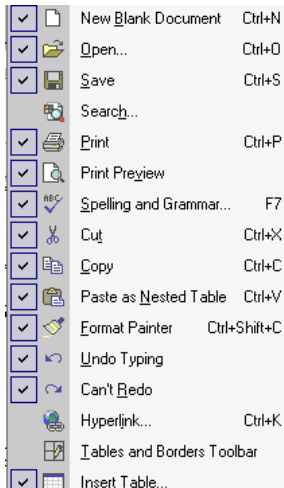 New Blank Document Ctrl+N
Open... Ctrl+O
Save Ctrl+S
Search...
Print Ctrl+P
Print Preview
ABC
Spelling and Grammar... F7
Cut Ctrl+X
Copy Ctrl+C
Paste as Nested Table Ctrl+V
Format Painter Ctrl+Shift+C
Undo Typing
Can't Redo
Hyperlink... Ctrl+K
Tables and Borders Toolbar
Insert Table...